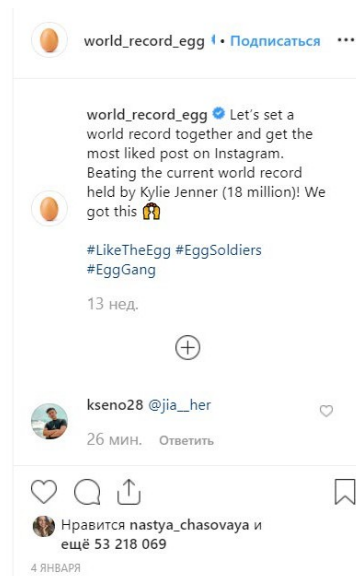 world_record_egg • Подписаться •••
world_record_egg Let's set a
world record together and get the
most liked post on Instagram.
Beating the current world record
held by Kylie Jenner (18 million)! We
got this 🙌
#LikeTheEgg #EggSoldiers
#EggGang
13 нед.
kseno28 @jia__her
26 мин. Ответить
Нравится nastya_chasovaya и
ещё 53 218 069
4 ЯНВАРЯ